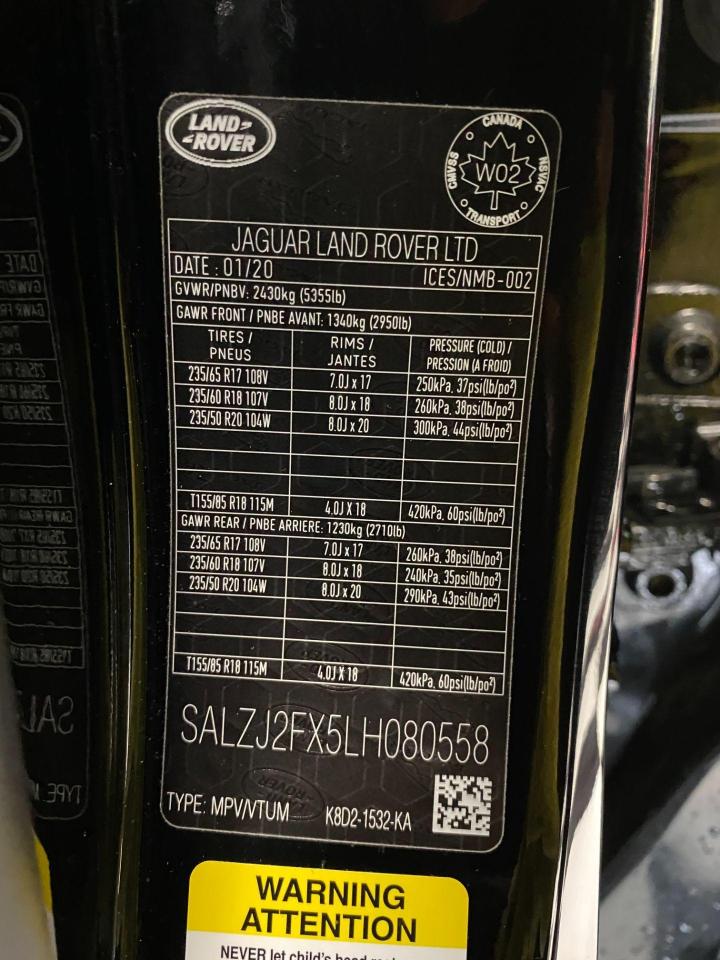 LAND-
-ROVER
CANADA
CMVSS
W02
NSVAC
TRANSPORT
JAGUAR LAND ROVER LTD
DATE : 01/20 ICES/NMB-002
GVWR/PNBV: 2430kg (5355lb)
GAWR FRONT / PNBE AVANT: 1340kg (2950lb)
TIRES / RIMS / PRESSURE (COLD) /
PNEUS JANTES PRESSION (A FROID)
235/65 R17 108V 7.0J x 17 250kPa, 37psi(lb/po²)
235/60 R18 107V 8.0J x 18 260kPa, 38psi(lb/po²)
235/50 R20 104W 8.0J x 20 300kPa, 44psi(lb/po²)
T155/85 R18 115M 4.0J X 18 420kPa, 60psi(lb/po²)
GAWR REAR / PNBE ARRIERE: 1230kg (2710lb)
235/65 R17 108V 7.0J x 17 260kPa, 38psi(lb/po²)
235/60 R18 107V 8.0J x 18 240kPa, 35psi(lb/po²)
235/50 R20 104W 8.0J x 20 290kPa, 43psi(lb/po²)
T155/85 R18 115M 4.0J X 18 420kPa, 60psi(lb/po²)
SALZJ2FX5LH080558
TYPE: MPV/VTUM K8D2-1532-KA
WARNING
ATTENTION
NEVER let child's head